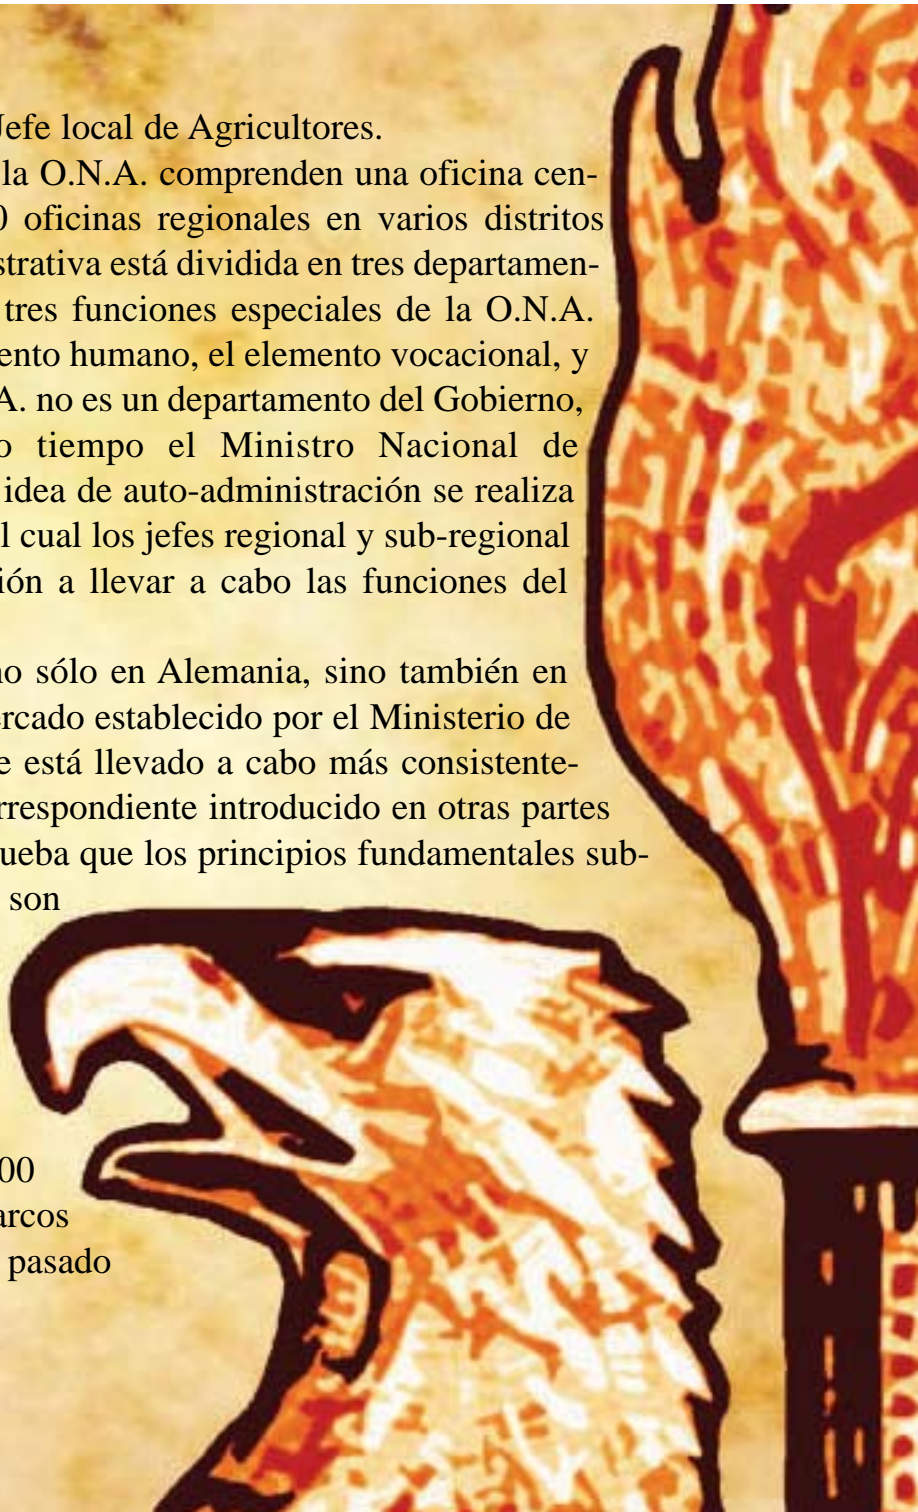 Jefe local de Agricultores.
la O.N.A. comprenden una oficina cen-
0 oficinas regionales en varios distritos
strativa está dividida en tres departamen-
tres funciones especiales de la O.N.A.
ento humano, el elemento vocacional, y
A. no es un departamento del Gobierno,
o tiempo el Ministro Nacional de
idea de auto-administración se realiza
l cual los jefes regional y sub-regional
ión a llevar a cabo las funciones del
no sólo en Alemania, sino también en
ercado establecido por el Ministerio de
e está llevado a cabo más consistente-
rrespondiente introducido en otras partes
ueba que los principios fundamentales sub-
son
00
arcos
pasado